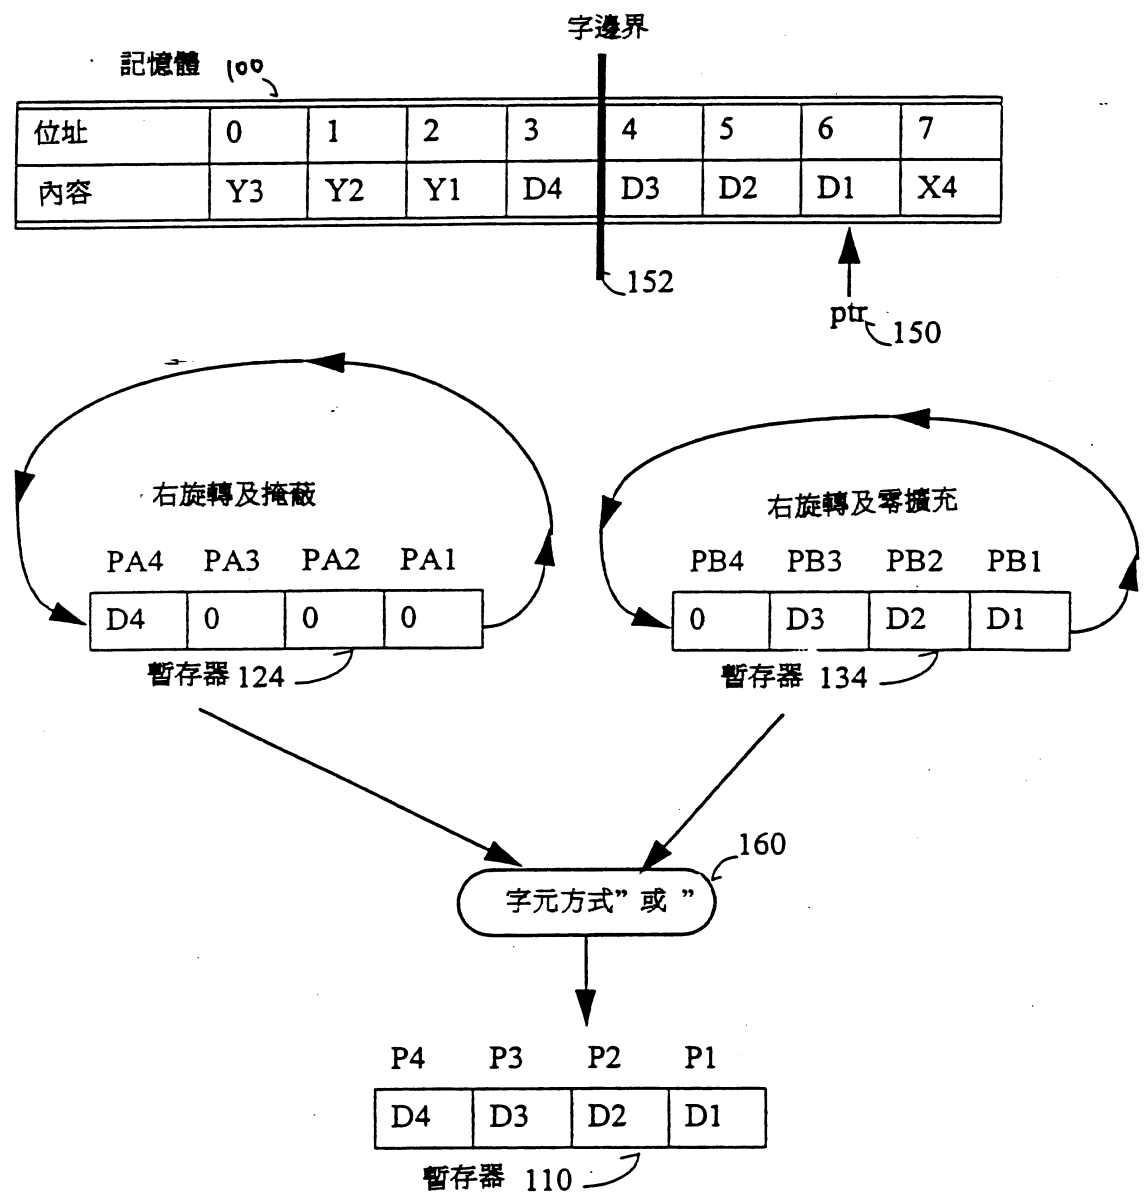 字邊界
記憶體 100
位址 0 1 2 3 4 5 6 7
內容 Y3 Y2 Y1 D4 D3 D2 D1 X4
152
ptr 150
右旋轉及掩蔽
PA4 PA3 PA2 PA1
D4 0 0 0
暫存器 124
右旋轉及零擴充
PB4 PB3 PB2 PB1
0 D3 D2 D1
暫存器 134
160
字元方式”或”
P4 P3 P2 P1
D4 D3 D2 D1
暫存器 110